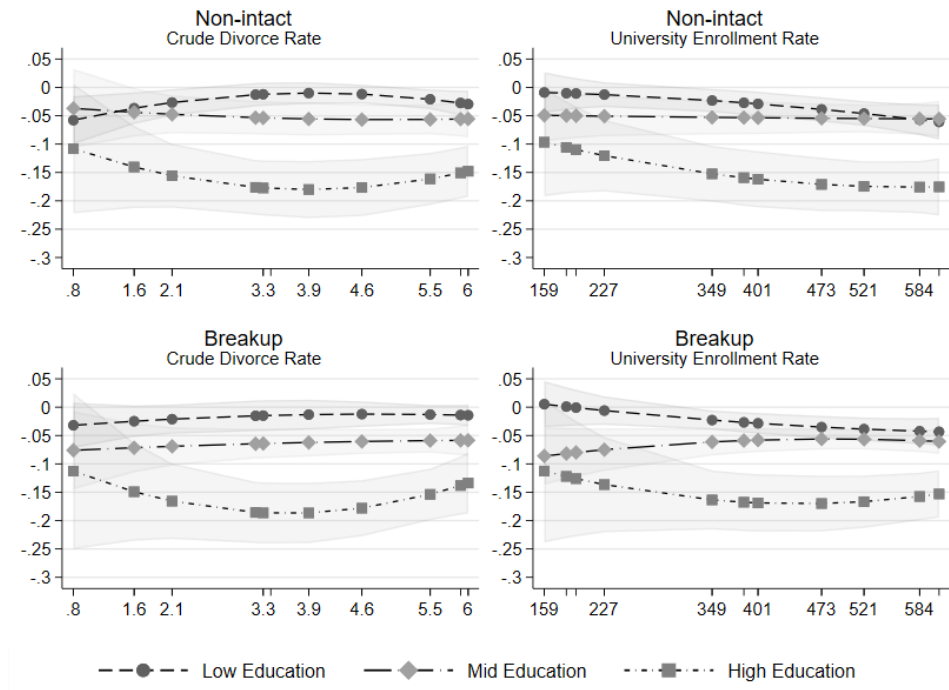 Non-intact
Crude Divorce Rate
.05
0
-.05
-.1
-.15
-.2
-.25
-.3
.8 1.6 2.1 3.3 3.9 4.6 5.5 6
Non-intact
University Enrollment Rate
.05
0
-.05
-.1
-.15
-.2
-.25
-.3
159 227 349 401 473 521 584
Breakup
Crude Divorce Rate
.05
0
-.05
-.1
-.15
-.2
-.25
-.3
.8 1.6 2.1 3.3 3.9 4.6 5.5 6
Breakup
University Enrollment Rate
.05
0
-.05
-.1
-.15
-.2
-.25
-.3
159 227 349 401 473 521 584
Low Education Mid Education High Education